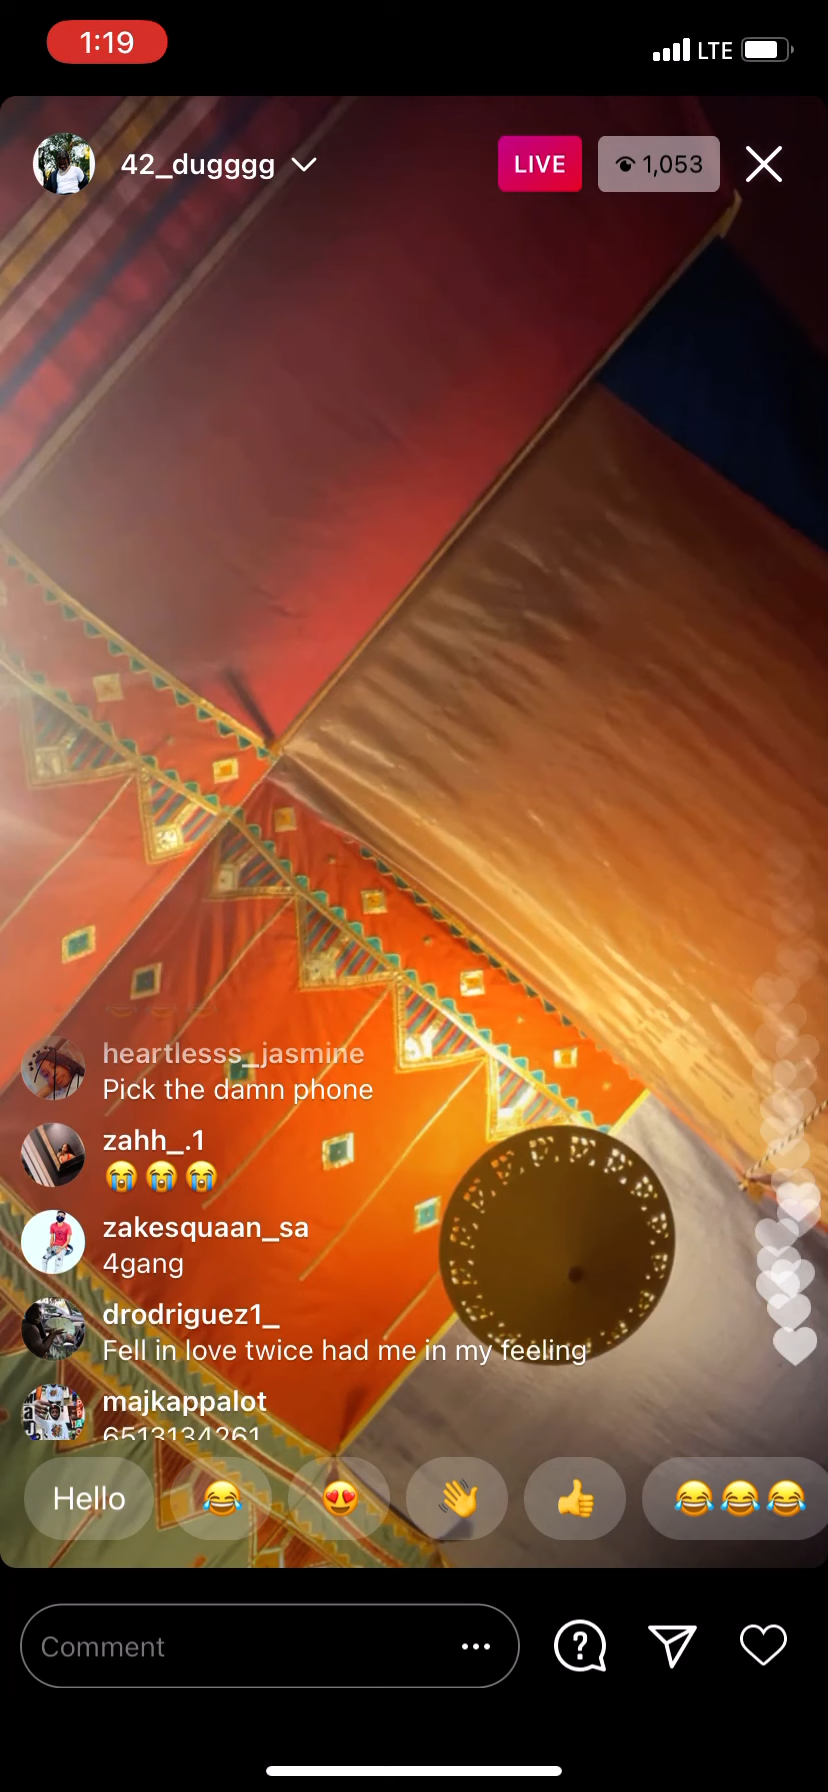 1:19
LTE
42_dugggg
LIVE
1,053
heartlesss_jasmine
Pick the damn phone
zahh_.1
😭😭😭
zakesquaan_sa
4gang
drodriguez1_
Fell in love twice had me in my feeling
majkappalot
6513134261
Hello
😂 😍 👋 👍 😂😂😂
Comment